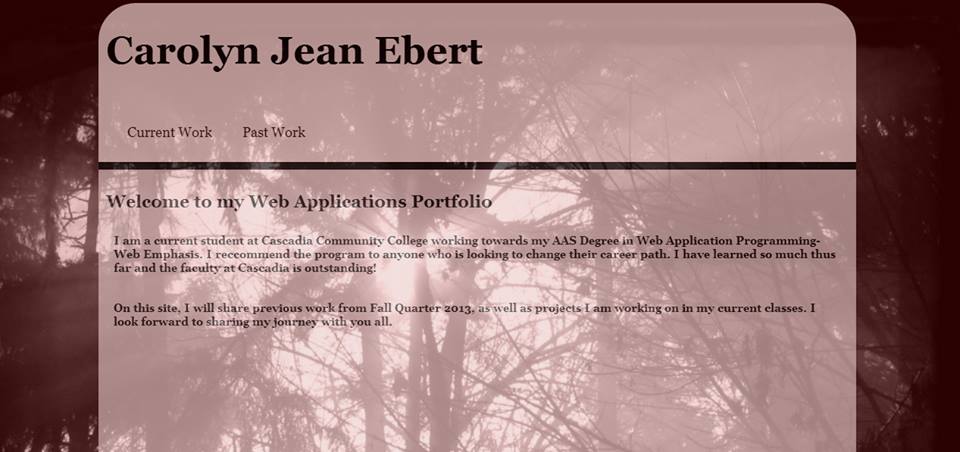 Carolyn Jean Ebert
Current Work Past Work
Welcome to my Web Applications Portfolio
I am a current student at Cascadia Community College working towards my AAS Degree in Web Application Programming-
Web Emphasis. I reccommend the program to anyone who is looking to change their career path. I have learned so much thus
far and the faculty at Cascadia is outstanding!
On this site, I will share previous work from Fall Quarter 2013, as well as projects I am working on in my current classes. I
look forward to sharing my journey with you all.